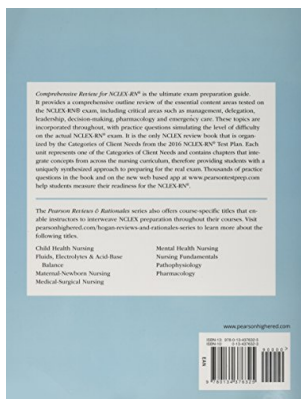 Comprehensive Review for NCLEX-RN® is the ultimate exam preparation guide.
It provides a comprehensive outline review of the essential content areas tested on
the NCLEX-RN® exam, including critical areas such as management, delegation,
leadership, decision-making, pharmacology and emergency care. These topics are
incorporated throughout, with practice questions simulating the level of difficulty
on the actual NCLEX-RN® exam. It is the only NCLEX review book that is organ-
ized by the Categories of Client Needs from the 2016 NCLEX-RN® Test Plan. Each
unit represents one of the Categories of Client Needs and contains chapters that inte-
grate concepts from across the nursing curriculum, therefore providing students with
a uniquely synthesized approach to preparing for the real exam. Thousands of practice
questions in the book and on the new web based app at www.pearsontestprep.com
help students measure their readiness for the NCLEX-RN®.
The Pearson Reviews & Rationales series also offers course-specific titles that en-
able instructors to interweave NCLEX preparation throughout their courses. Visit
pearsonhighered.com/hogan-reviews-and-rationales-series to learn more about the
following titles.
Child Health Nursing
Fluids, Electrolytes & Acid-Base
Balance
Maternal-Newborn Nursing
Medical-Surgical Nursing
Mental Health Nursing
Nursing Fundamentals
Pathophysiology
Pharmacology
www.pearsonhighered.com
EAN